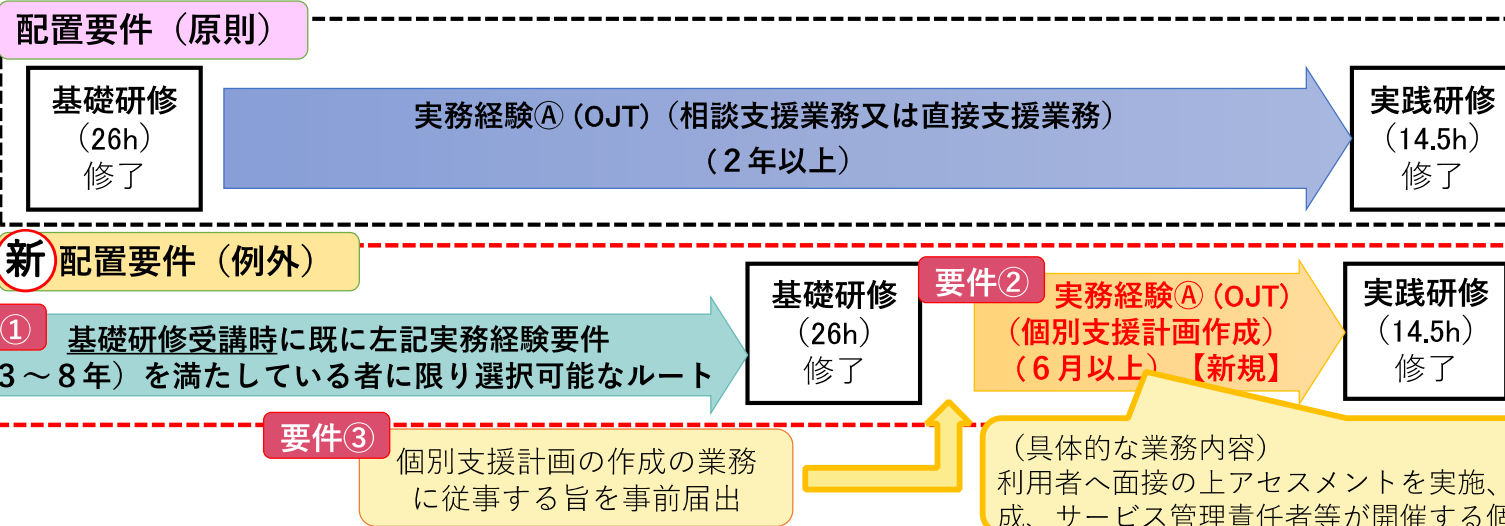 配置要件（原則）
基礎研修
（26h）
修了
実務経験Ⓐ (OJT)（相談支援業務又は直接支援業務）
（２年以上）
実践研修
（14.5h）
修了
新 配置要件（例外）
①
基礎研修受講時に既に左記実務経験要件
３～８年）を満たしている者に限り選択可能なルート
基礎研修
（26h）
修了
要件②
実務経験Ⓐ (OJT)
（個別支援計画作成）
（６月以上）【新規】
実践研修
（14.5h）
修了
要件③
個別支援計画の作成の業務
に従事する旨を事前届出
（具体的な業務内容）
利用者へ面接の上アセスメントを実施、
成、サービス管理責任者等が開催する個